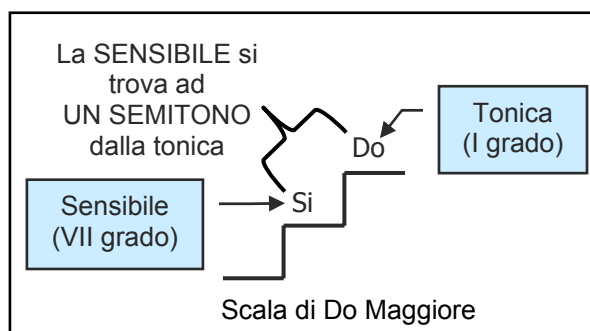 La SENSIBILE si
trova ad
UN SEMITONO
dalla tonica
Do
Tonica
(I grado)
Sensibile
(VII grado)
Si
Scala di Do Maggiore